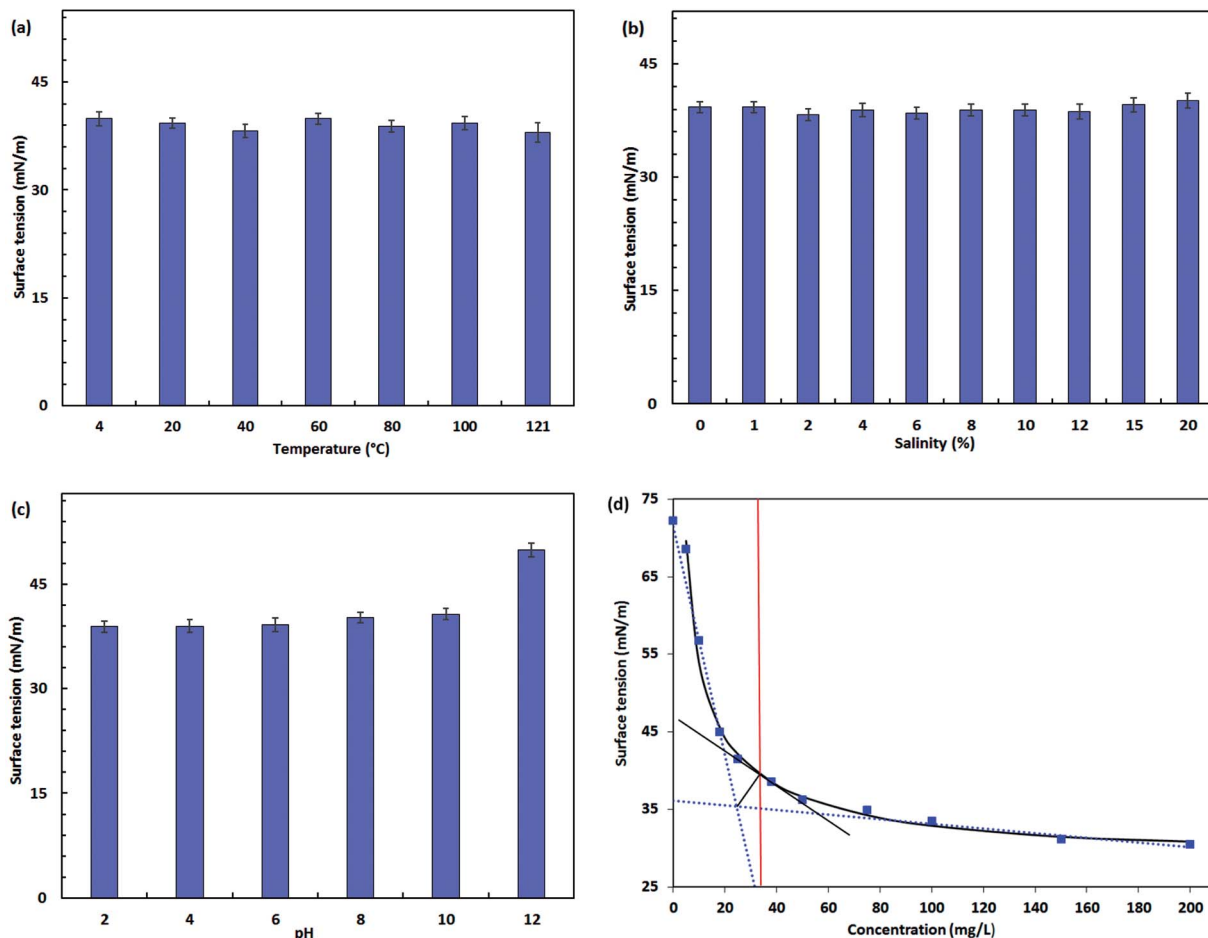 (a)
Surface tension (mN/m)
45
30
15
0
4 20 40 60 80 100 121
Temperature (°C)
(b)
Surface tension (mN/m)
45
30
15
0
0 1 2 4 6 8 10 12 15 20
Salinity (%)
(c)
Surface tension (mN/m)
45
30
15
0
2 4 6 8 10 12
pH
(d)
Surface tension (mN/m)
75
65
55
45
35
25
0 20 40 60 80 100 120 140 160 180 200
Concentration (mg/L)